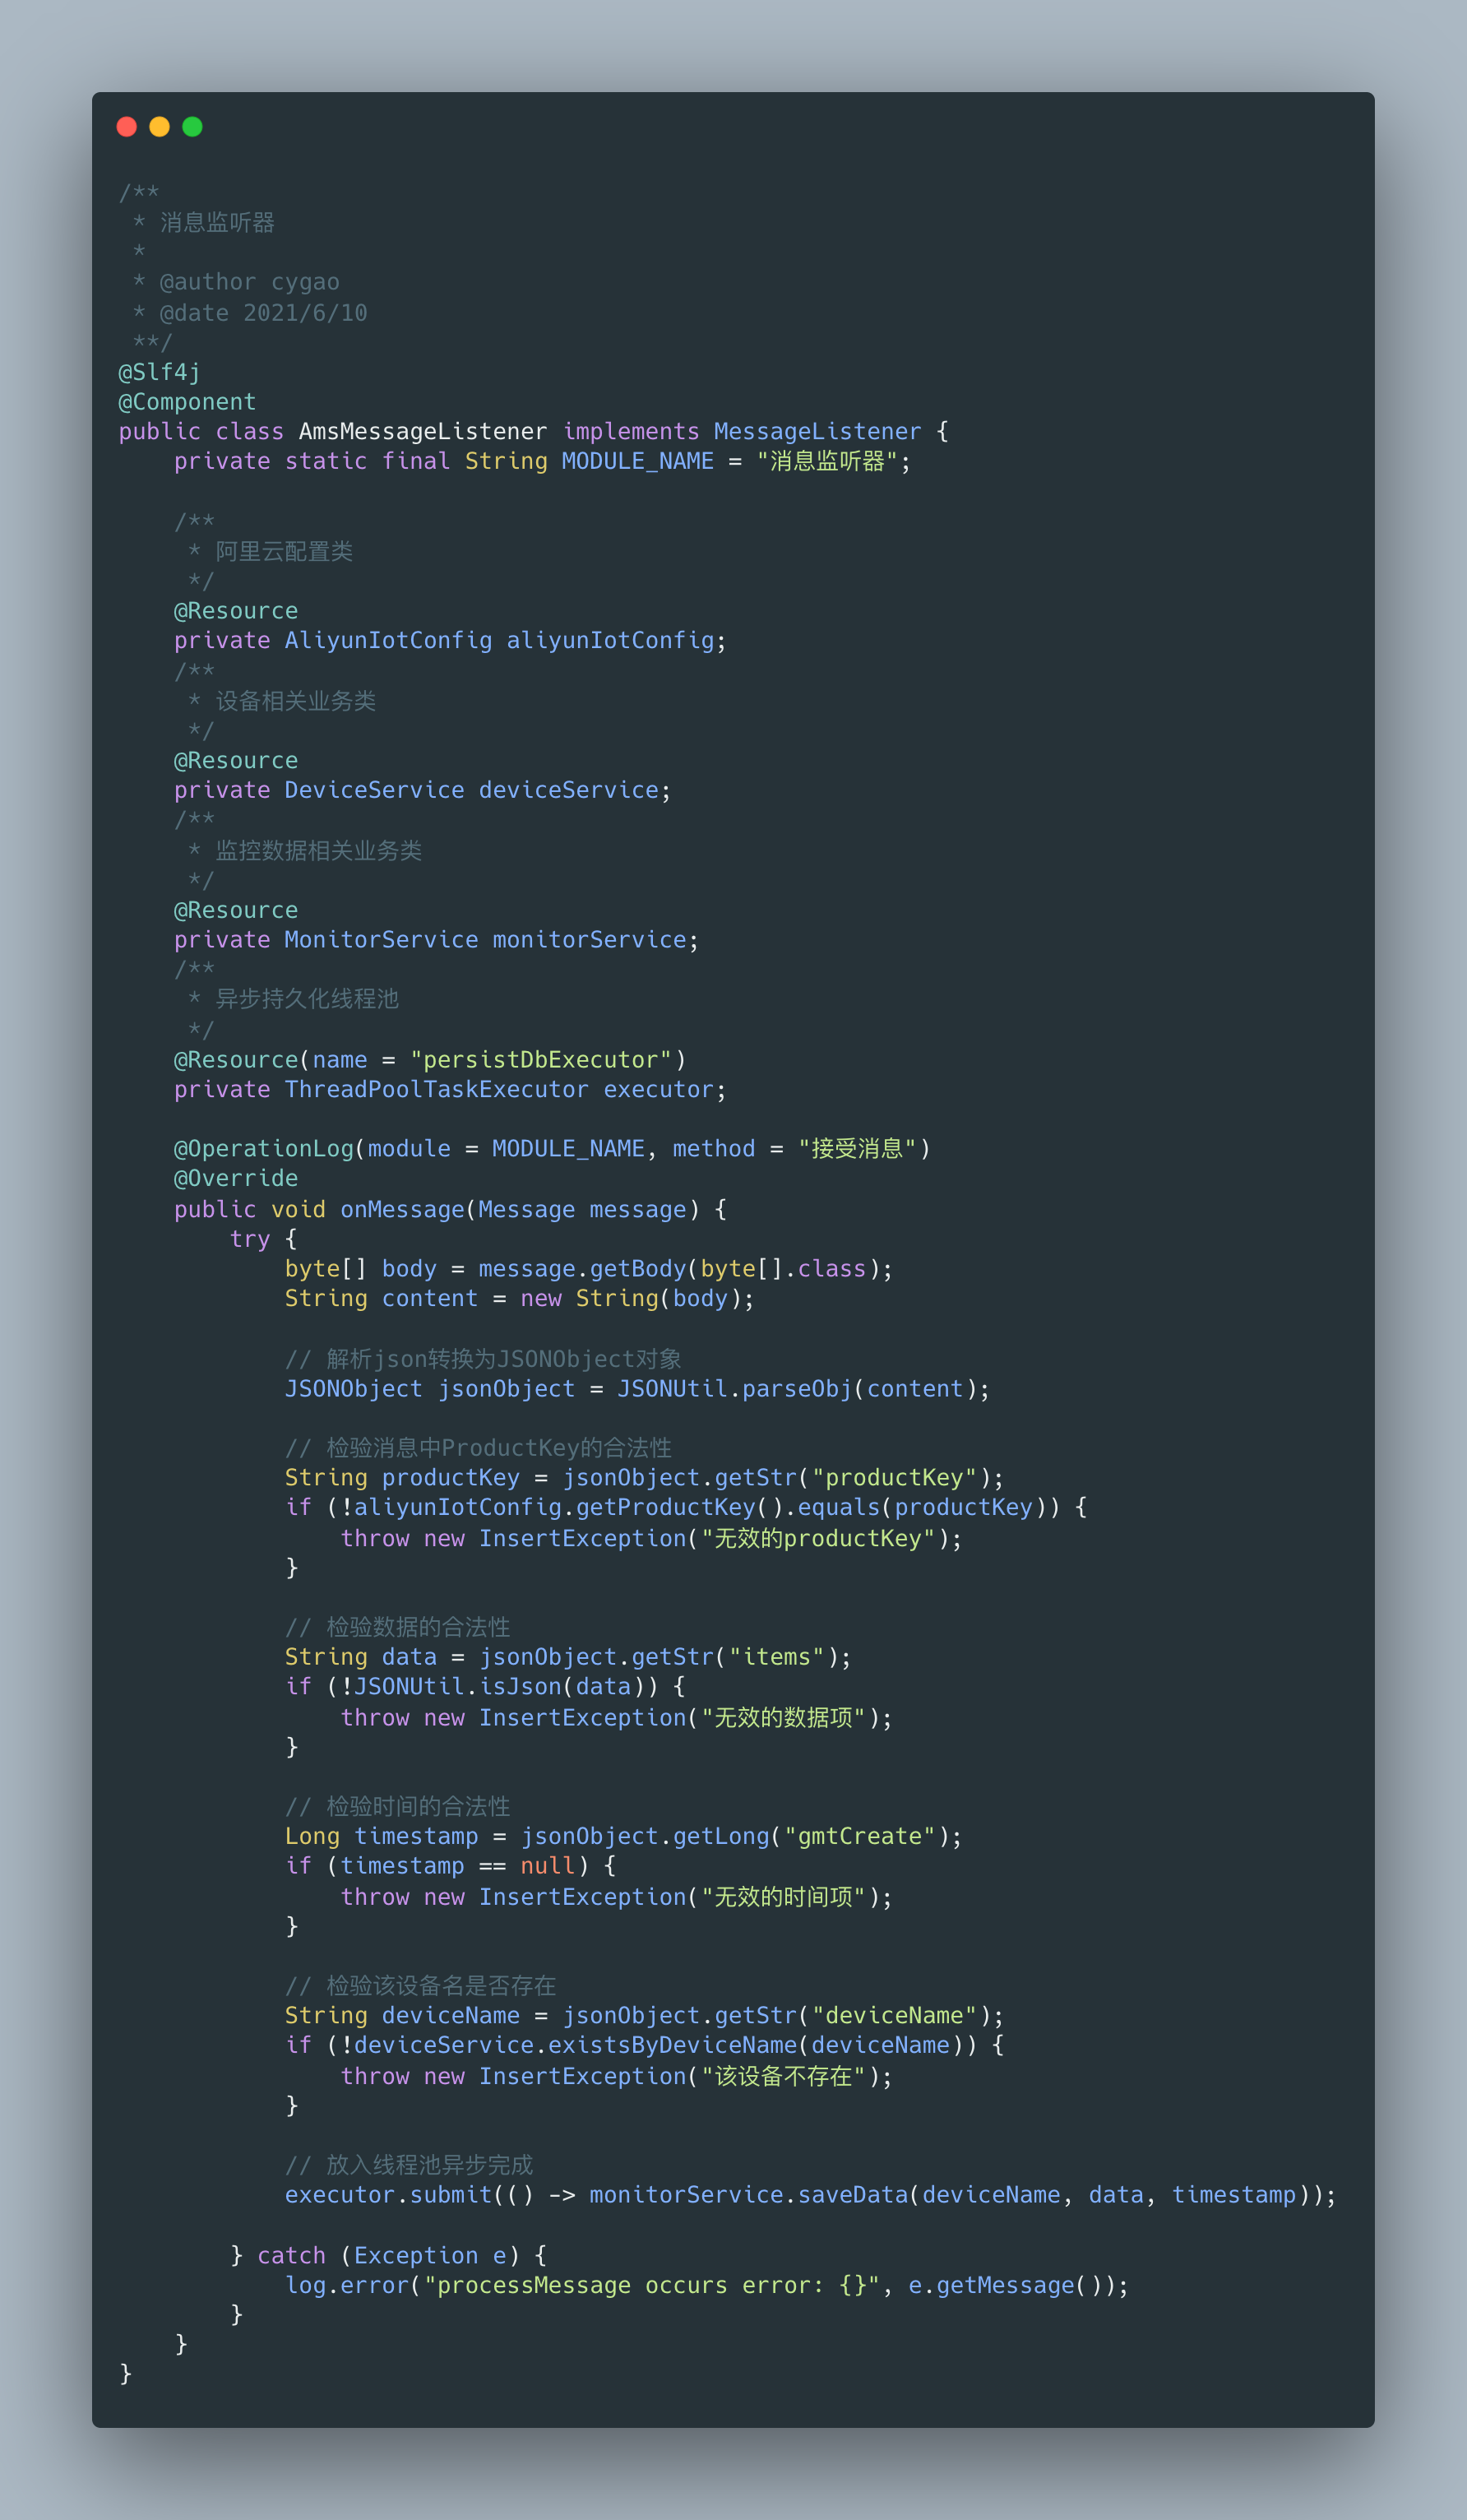 /**
 * 消息监听器
 *
 * @author cygao
 * @date 2021/6/10
 **/
@Slf4j
@Component
public class AmsMessageListener implements MessageListener {
    private static final String MODULE_NAME = "消息监听器";

    /**
     * 阿里云配置类
     */
    @Resource
    private AliyunIotConfig aliyunIotConfig;
    /**
     * 设备相关业务类
     */
    @Resource
    private DeviceService deviceService;
    /**
     * 监控数据相关业务类
     */
    @Resource
    private MonitorService monitorService;
    /**
     * 异步持久化线程池
     */
    @Resource(name = "persistDbExecutor")
    private ThreadPoolTaskExecutor executor;

    @OperationLog(module = MODULE_NAME, method = "接受消息")
    @Override
    public void onMessage(Message message) {
        try {
            byte[] body = message.getBody(byte[].class);
            String content = new String(body);

            // 解析json转换为JSONObject对象
            JSONObject jsonObject = JSONUtil.parseObj(content);

            // 检验消息中ProductKey的合法性
            String productKey = jsonObject.getStr("productKey");
            if (!aliyunIotConfig.getProductKey().equals(productKey)) {
                throw new InsertException("无效的productKey");
            }

            // 检验数据的合法性
            String data = jsonObject.getStr("items");
            if (!JSONUtil.isJson(data)) {
                throw new InsertException("无效的数据项");
            }

            // 检验时间的合法性
            Long timestamp = jsonObject.getLong("gmtCreate");
            if (timestamp == null) {
                throw new InsertException("无效的时间项");
            }

            // 检验该设备名是否存在
            String deviceName = jsonObject.getStr("deviceName");
            if (!deviceService.existsByDeviceName(deviceName)) {
                throw new InsertException("该设备不存在");
            }

            // 放入线程池异步完成
            executor.submit(() -> monitorService.saveData(deviceName, data, timestamp));

        } catch (Exception e) {
            log.error("processMessage occurs error: {}", e.getMessage());
        }
    }
}